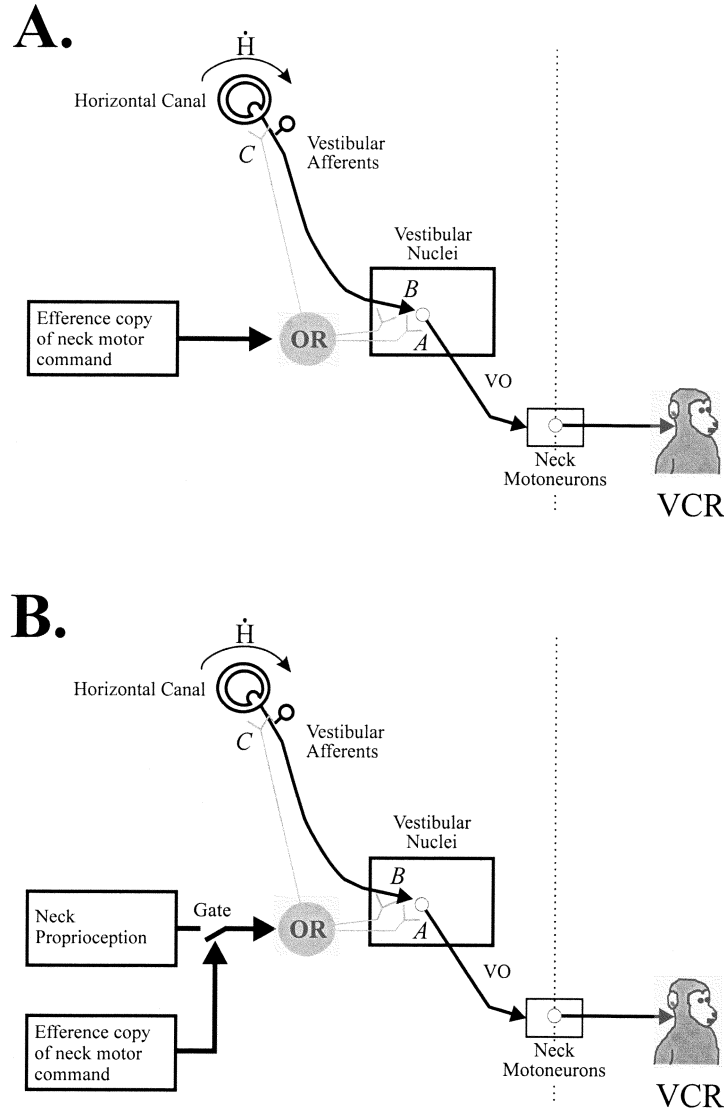 A.
Ḣ
Horizontal Canal
C
Vestibular
Afferents
Vestibular
Nuclei
B
Efference copy
of neck motor
command
OR
A
VO
Neck
Motoneurons
VCR
B.
Ḣ
Horizontal Canal
C
Vestibular
Afferents
Vestibular
Nuclei
B
Neck
Proprioception
Gate
OR
A
VO
Efference copy
of neck motor
command
Neck
Motoneurons
VCR